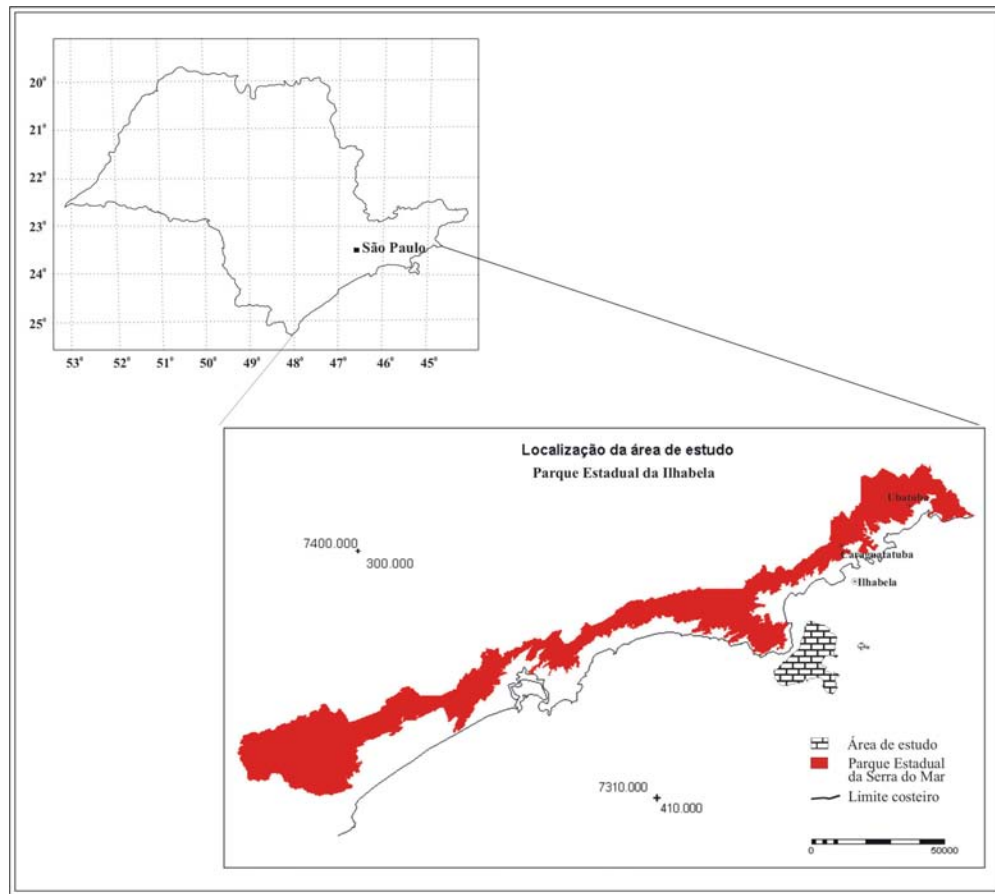 20°
21°
22°
23°
24°
25°
São Paulo
53° 52° 51° 50° 49° 48° 47° 46° 45°
Localização da área de estudo
Parque Estadual da Ilhabela
Ubatuba
7400.000
300.000
Caraguatatuba
Ilhabela
Área de estudo
Parque Estadual
da Serra do Mar
Limite costeiro
7310.000
410.000
0 50000